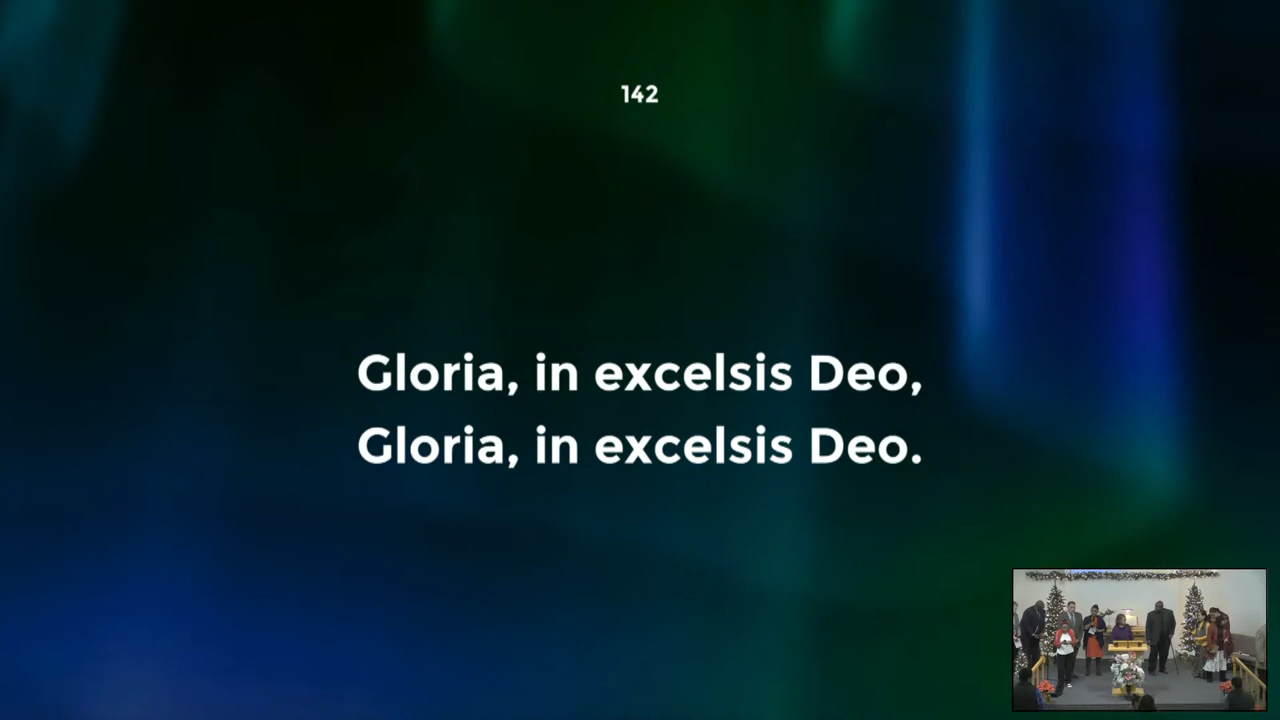 142
Gloria, in excelsis Deo,
Gloria, in excelsis Deo.